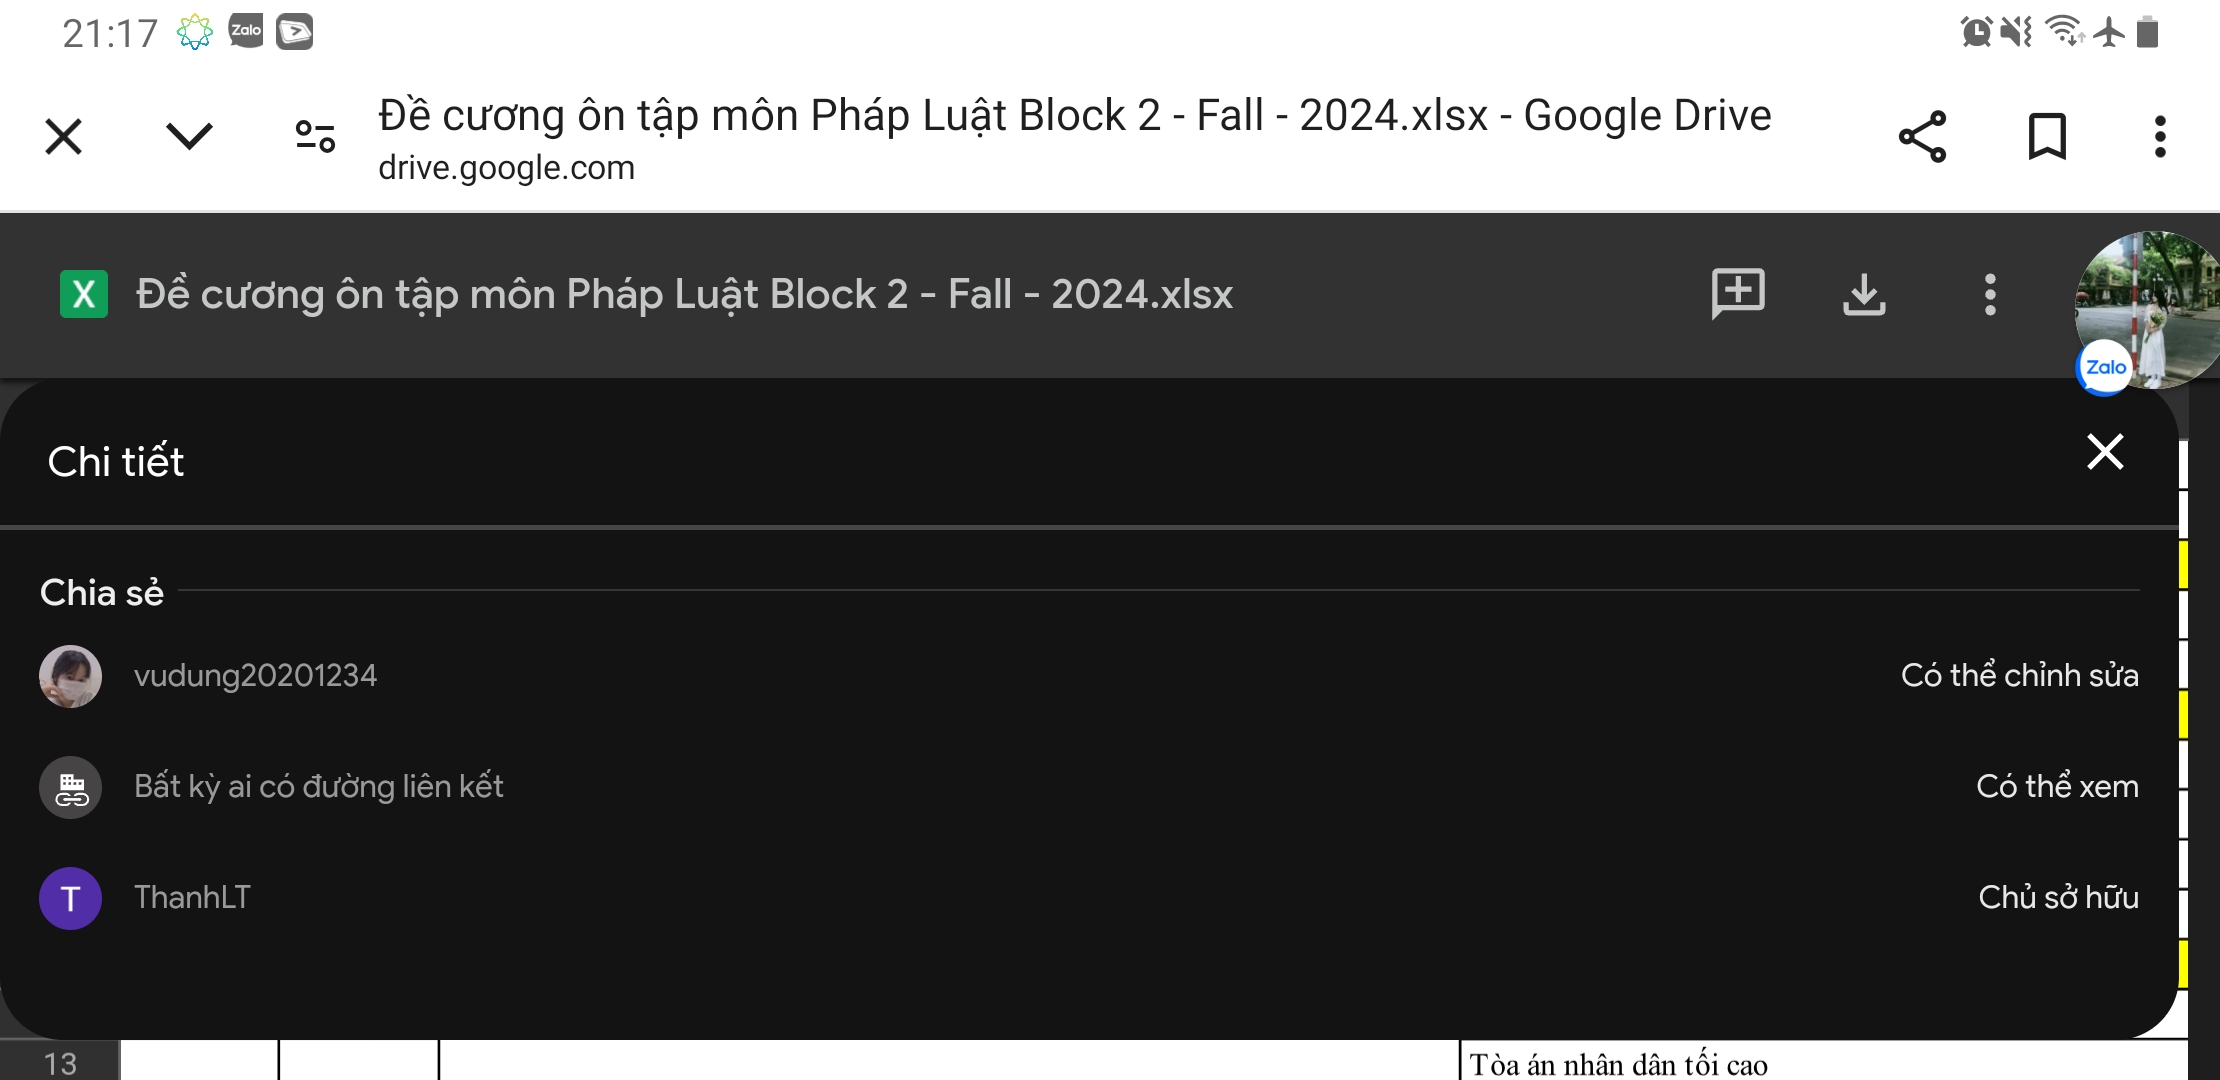 21:17
Zalo
Đề cương ôn tập môn Pháp Luật Block 2 - Fall - 2024.xlsx - Google Drive
drive.google.com
X Đề cương ôn tập môn Pháp Luật Block 2 - Fall - 2024.xlsx
Zalo
Chi tiết
Chia sẻ
vudung20201234 Có thể chỉnh sửa
Bất kỳ ai có đường liên kết Có thể xem
T ThanhLT Chủ sở hữu
13 Tòa án nhân dân tối cao